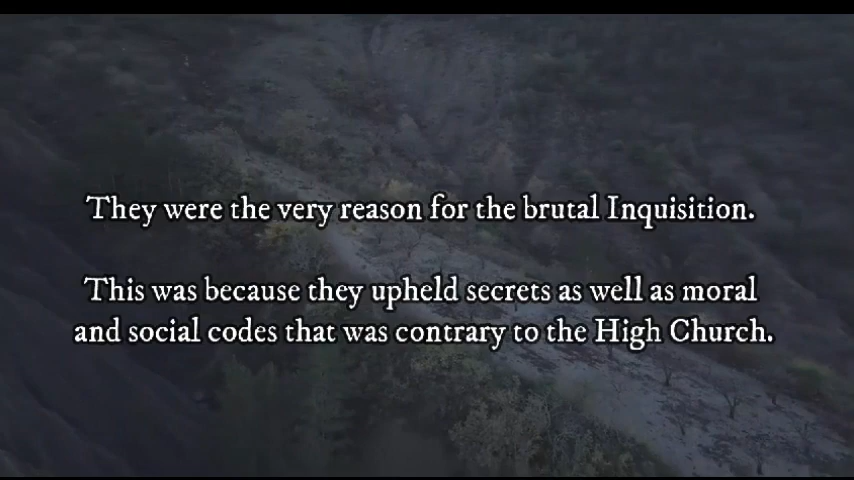 They were the very reason for the brutal Inquisition.
This was because they upheld secrets as well as moral
and social codes that was contrary to the High Church.